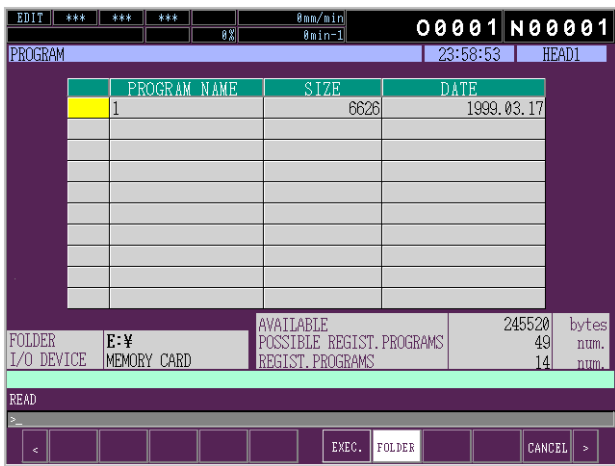 EDIT *** *** *** 0mm/min O0001 N00001
0% 0min-1
PROGRAM 23:58:53 HEAD1
PROGRAM NAME SIZE DATE
1 6626 1999.03.17
AVAILABLE 245520 bytes
FOLDER E:¥ POSSIBLE REGIST.PROGRAMS 49 num.
I/O DEVICE MEMORY CARD REGIST.PROGRAMS 14 num.
READ
>_
< EXEC. FOLDER CANCEL >